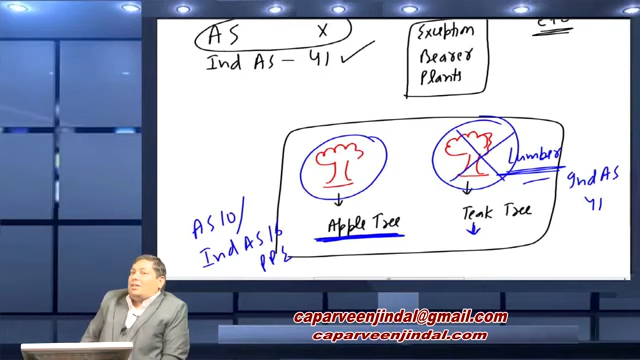 AS X
Ind AS - 41 ✓
Exception
Bearer
Plants
Lumber
Ind AS
41
Apple Tree
Teak Tree
AS 10/
Ind AS 16
PPE
caparveenjindal@gmail.com
caparveenjindal.com